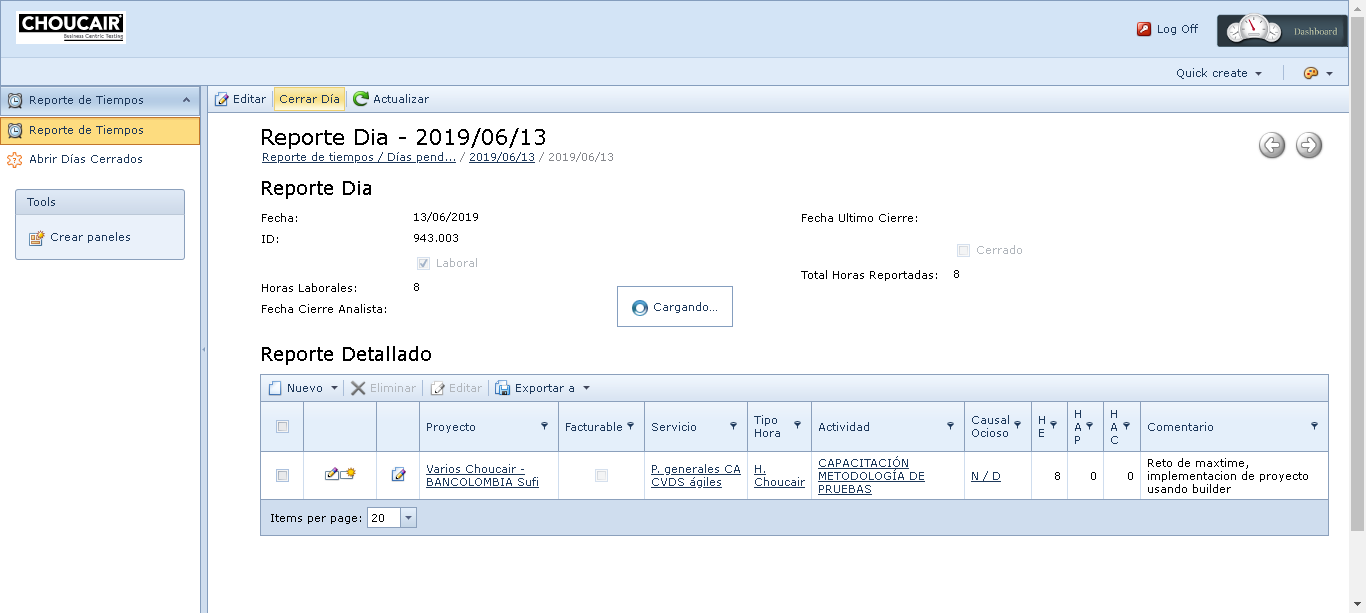 CHOUCAIR
Business Centric Testing
Log Off
Dashboard
Quick create
Reporte de Tiempos
Reporte de Tiempos
Abrir Días Cerrados
Tools
Crear paneles
Editar
Cerrar Día
Actualizar
Reporte Dia - 2019/06/13
Reporte de tiempos / Días pend... / 2019/06/13 / 2019/06/13
Reporte Dia
Fecha: 13/06/2019
Fecha Ultimo Cierre:
ID: 943.003
Laboral
Cerrado
Horas Laborales: 8
Total Horas Reportadas: 8
Fecha Cierre Analista:
Cargando...
Reporte Detallado
Nuevo
Eliminar
Editar
Exportar a
Proyecto
Facturable
Servicio
Tipo
Hora
Actividad
Causal
Ocioso
H
E
H
A
P
H
A
C
Comentario
Varios Choucair -
BANCOLOMBIA Sufi
P. generales CA
CVDS ágiles
H.
Choucair
CAPACITACIÓN
METODOLOGÍA DE
PRUEBAS
N / D
8
0
0
Reto de maxtime,
implementacion de proyecto
usando builder
Items per page: 20